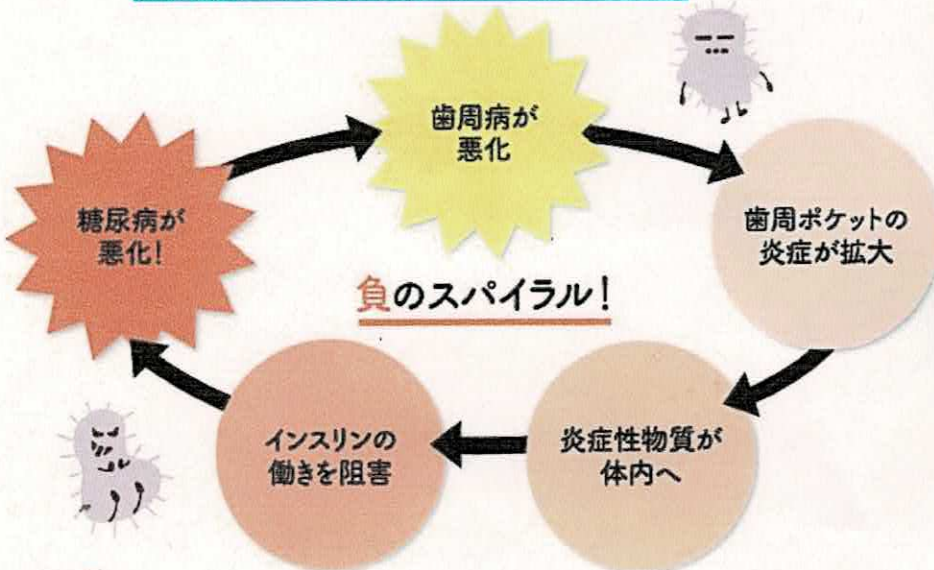 歯周病が
悪化
歯周ポケットの
炎症が拡大
炎症性物質が
体内へ
インスリンの
働きを阻害
糖尿病が
悪化!
負のスパイラル!